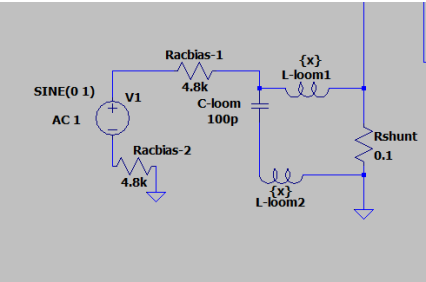 Racbias-1
4.8k
{x}
L-loom1
SINE(0 1)
V1
AC 1
C-loom
100p
Rshunt
0.1
Racbias-2
4.8k
{x}
L-loom2